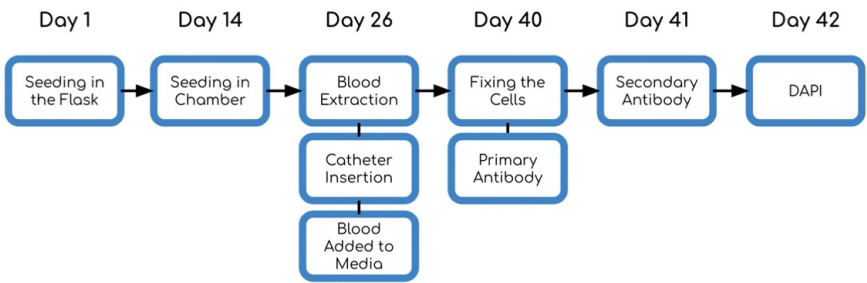 Day 1
Day 14
Day 26
Day 40
Day 41
Day 42
Seeding in
the Flask
Seeding in
Chamber
Blood
Extraction
Fixing the
Cells
Secondary
Antibody
DAPI
Catheter
Insertion
Primary
Antibody
Blood
Added to
Media